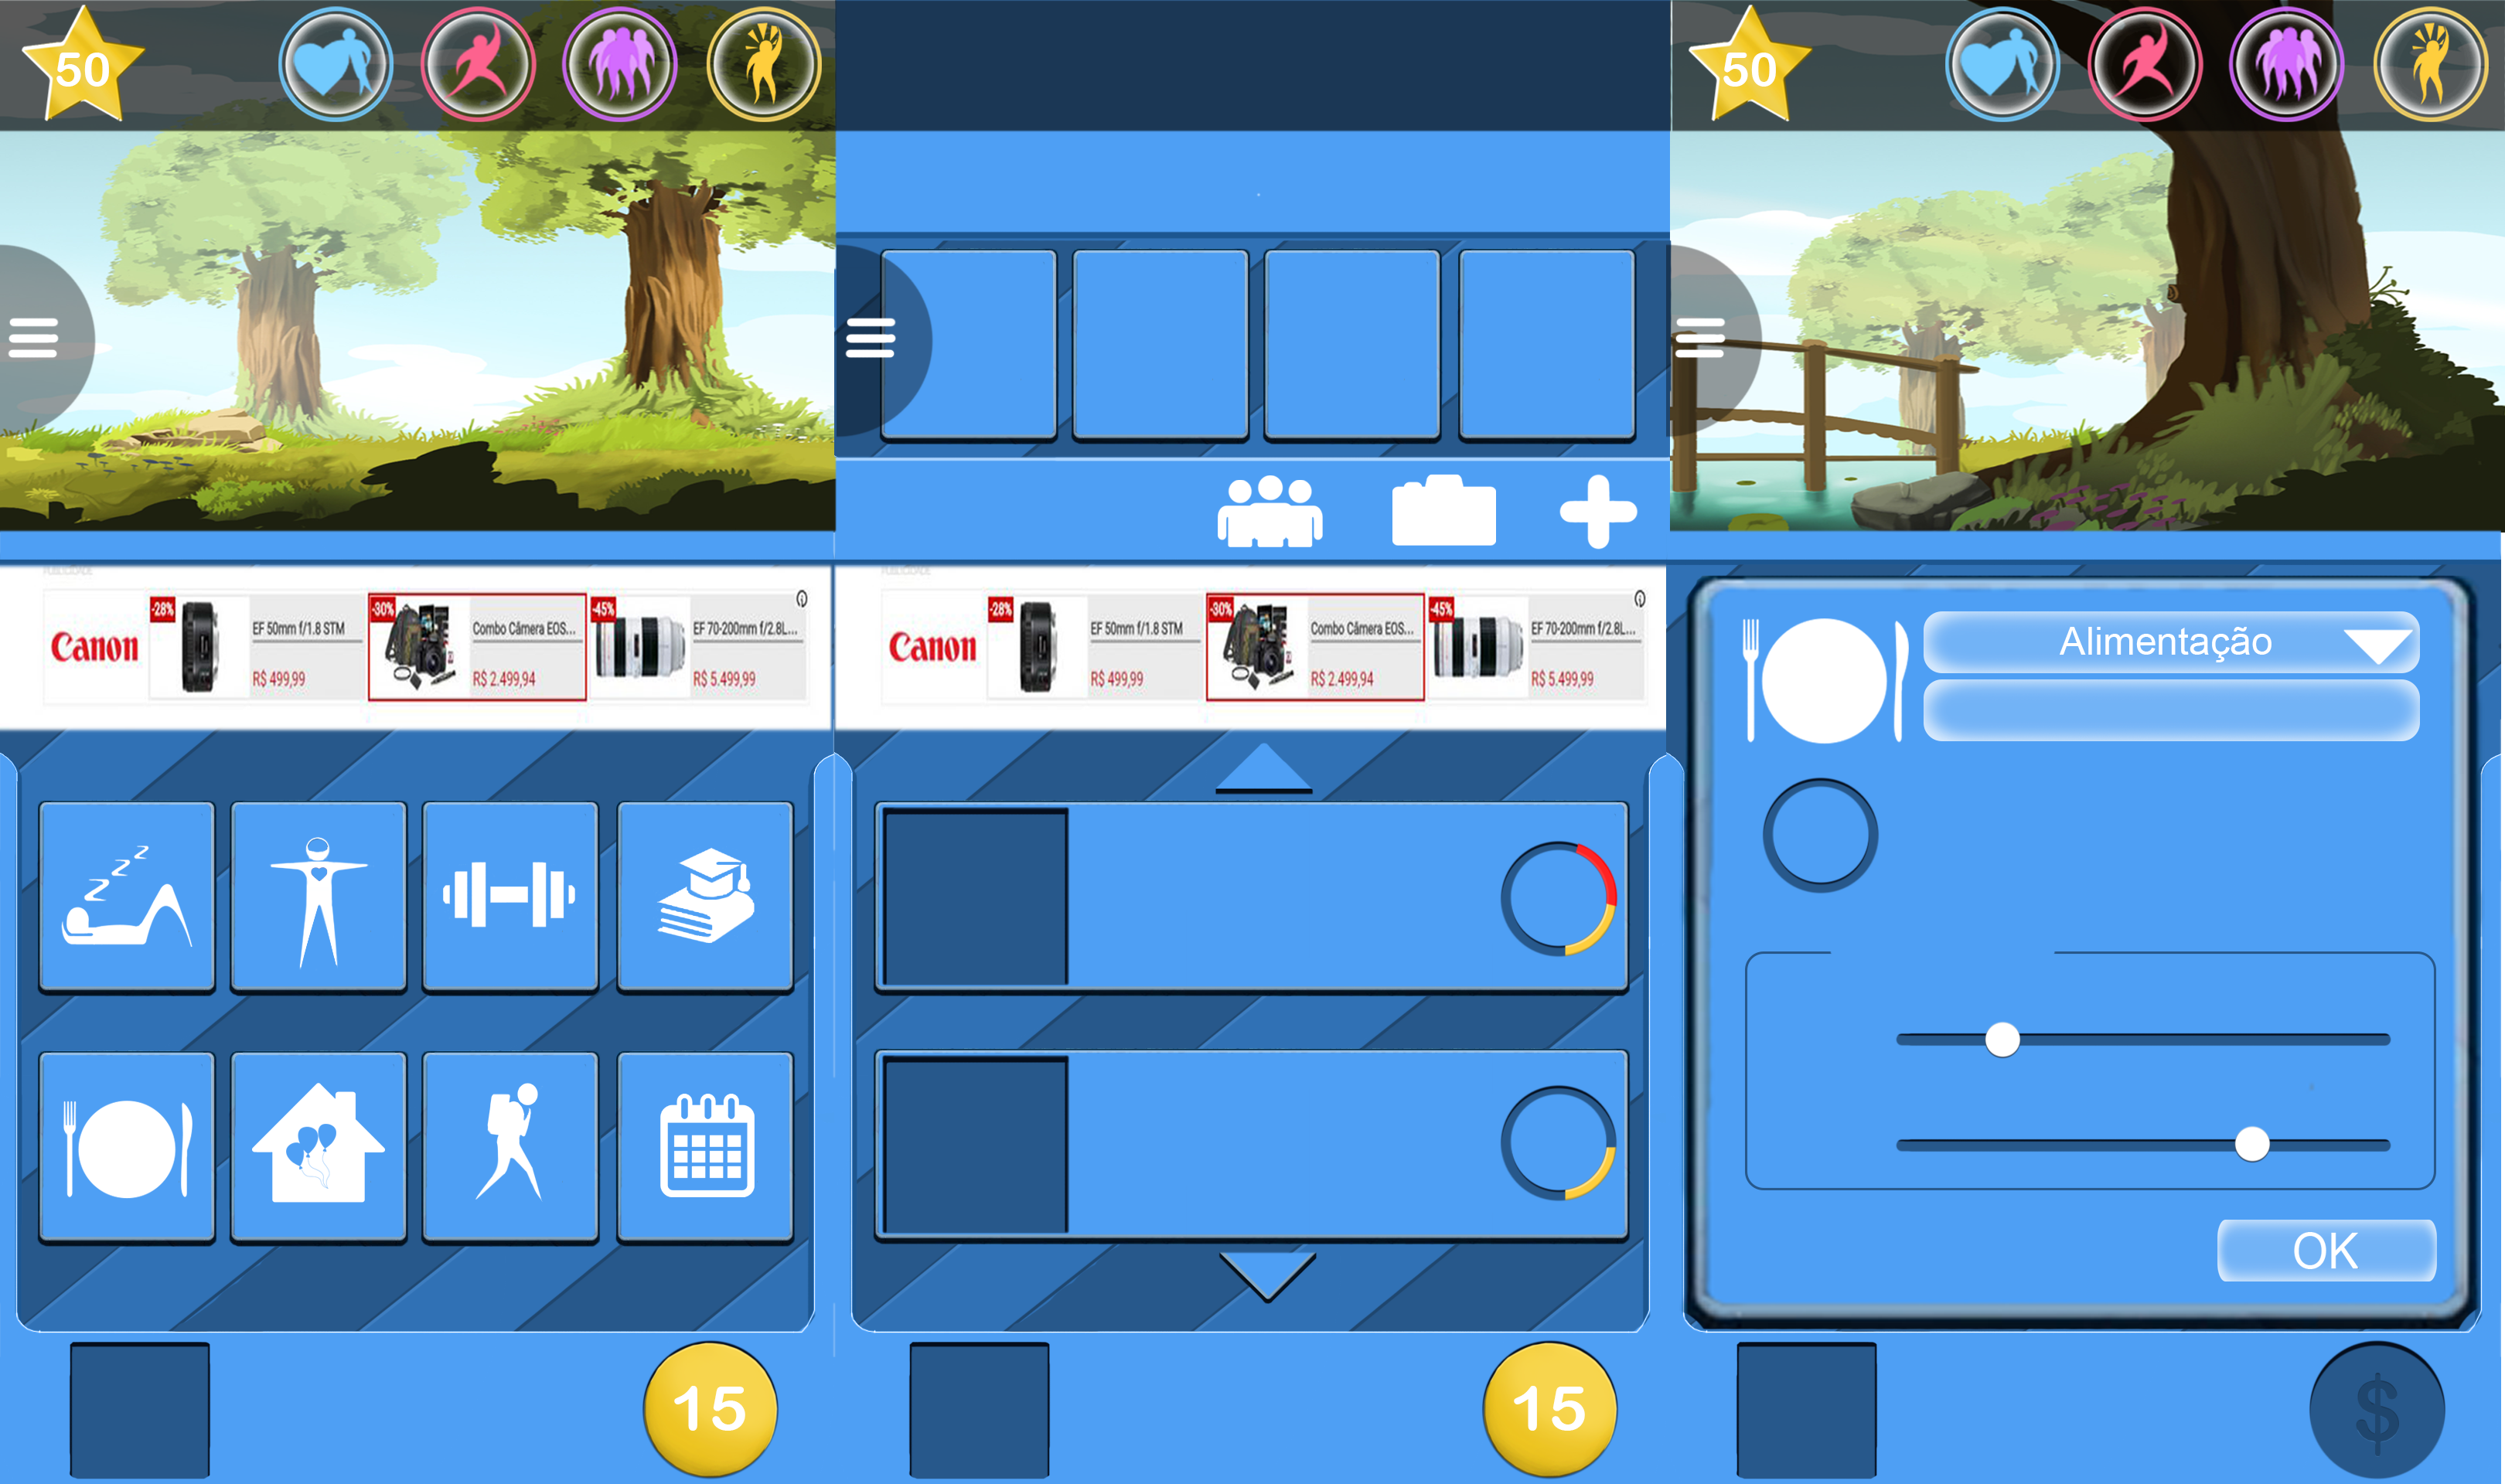 50
50
PUBLICIDADE
Canon
-28%
EF 50mm f/1.8 STM
R$ 499,99
-30%
Combo Câmera EOS...
R$ 2.499,94
-45%
EF 70-200mm f/2.8L...
R$ 5.499,99
PUBLICIDADE
Canon
-28%
EF 50mm f/1.8 STM
R$ 499,99
-30%
Combo Câmera EOS...
R$ 2.499,94
-45%
EF 70-200mm f/2.8L...
R$ 5.499,99
Alimentação
z z z
OK
15
15
$